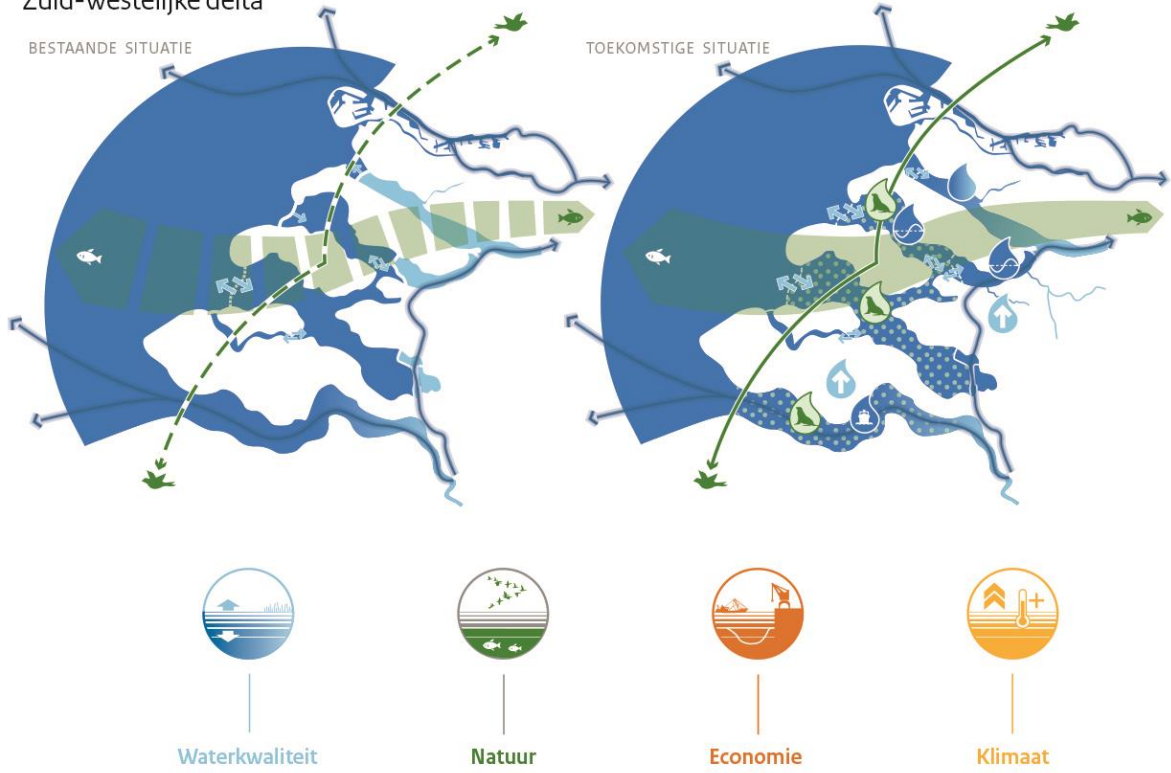 Zuid-westelijke delta
BESTAANDE SITUATIE
TOEKOMSTIGE SITUATIE
Waterkwaliteit
Natuur
Economie
Klimaat